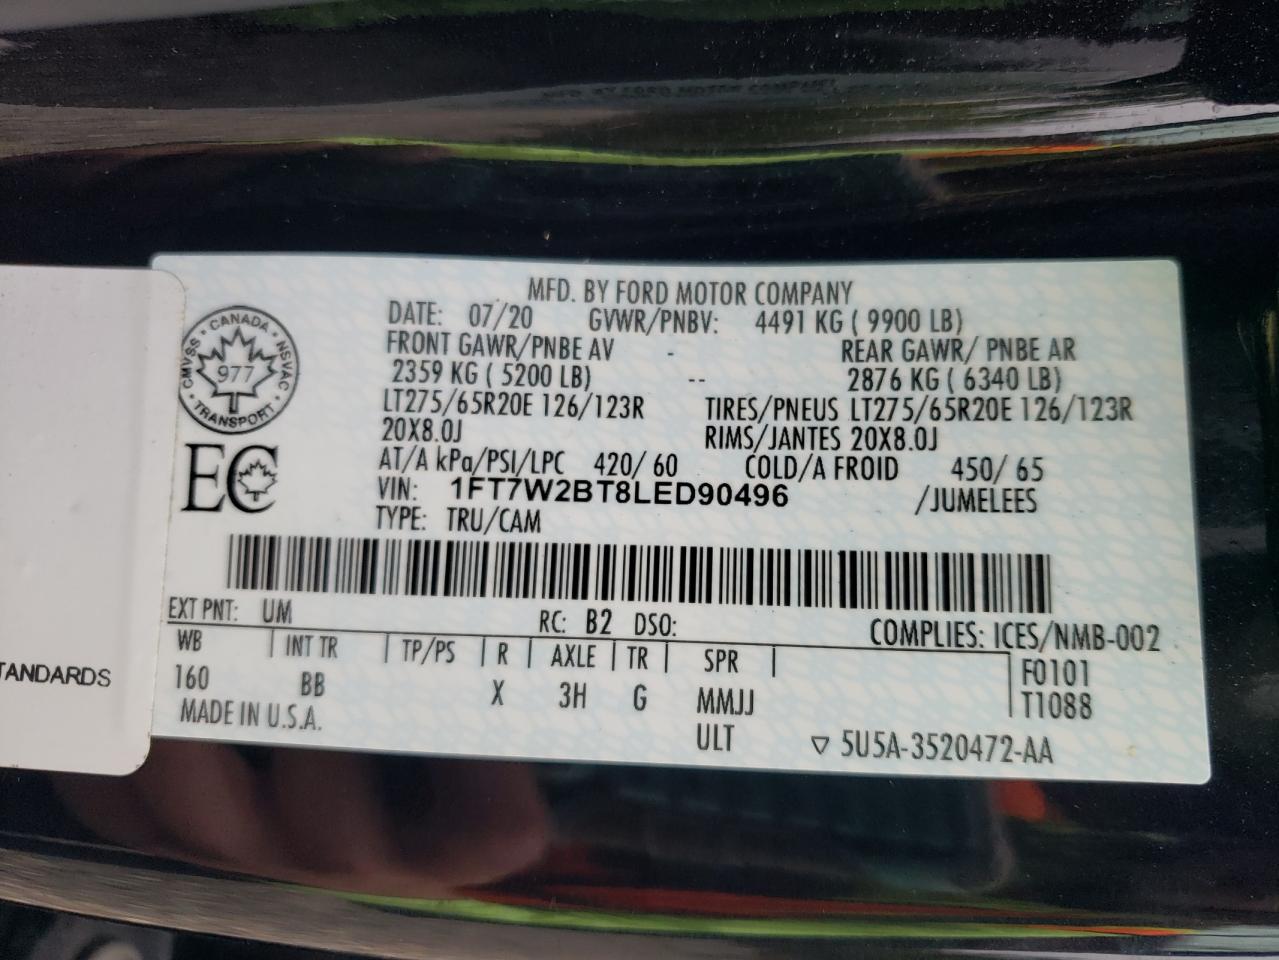 MFD. BY FORD MOTOR COMPANY
DATE: 07/20 GVWR/PNBV: 4491 KG ( 9900 LB)
FRONT GAWR/PNBE AV - REAR GAWR/ PNBE AR
2359 KG ( 5200 LB) -- 2876 KG ( 6340 LB)
LT275/65R20E 126/123R TIRES/PNEUS LT275/65R20E 126/123R
20X8.0J RIMS/JANTES 20X8.0J
AT/A kPa/PSI/LPC 420/ 60 COLD/A FROID 450/ 65
VIN: 1FT7W2BT8LED90496 /JUMELEES
TYPE: TRU/CAM
CANADA
CMVSS • NSVAC
977
TRANSPORT
EC
EXT PNT: UM RC: B2 DSO: COMPLIES: ICES/NMB-002
WB INT TR TP/PS R AXLE TR SPR F0101
160 BB X 3H G MMJJ T1088
MADE IN U.S.A. ULT ▽ 5U5A-3520472-AA
TANDARDS